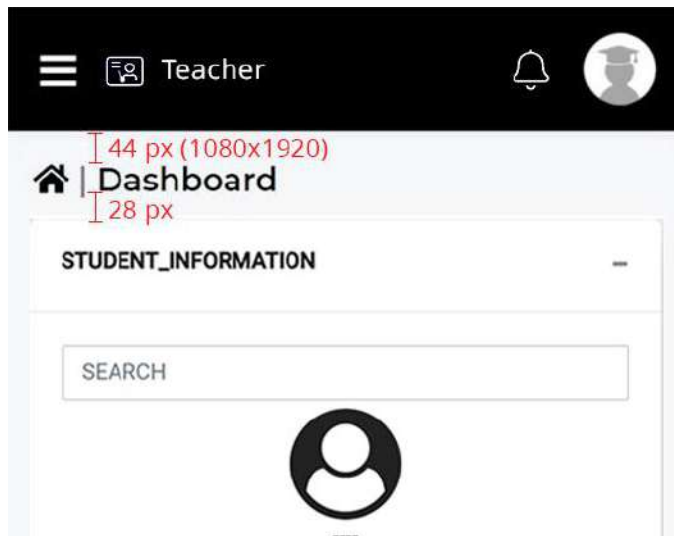 Teacher
44 px (1080x1920)
| Dashboard
28 px
STUDENT_INFORMATION
SEARCH